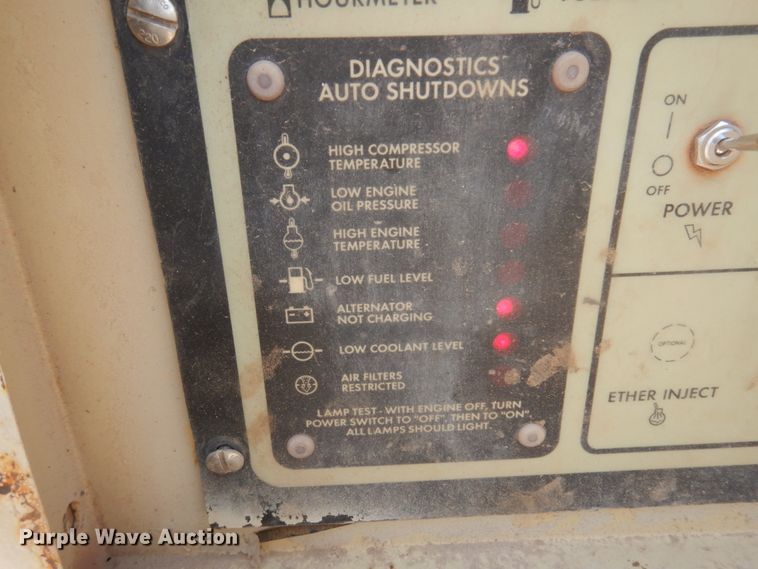 HOURMETER
DIAGNOSTICS
AUTO SHUTDOWNS
HIGH COMPRESSOR
TEMPERATURE
LOW ENGINE
OIL PRESSURE
HIGH ENGINE
TEMPERATURE
LOW FUEL LEVEL
ALTERNATOR
NOT CHARGING
LOW COOLANT LEVEL
AIR FILTERS
RESTRICTED
LAMP TEST - WITH ENGINE OFF, TURN
POWER SWITCH TO "OFF", THEN TO "ON",
ALL LAMPS SHOULD LIGHT.
ON
OFF
POWER
OPTIONAL
ETHER INJECT
Purple Wave Auction